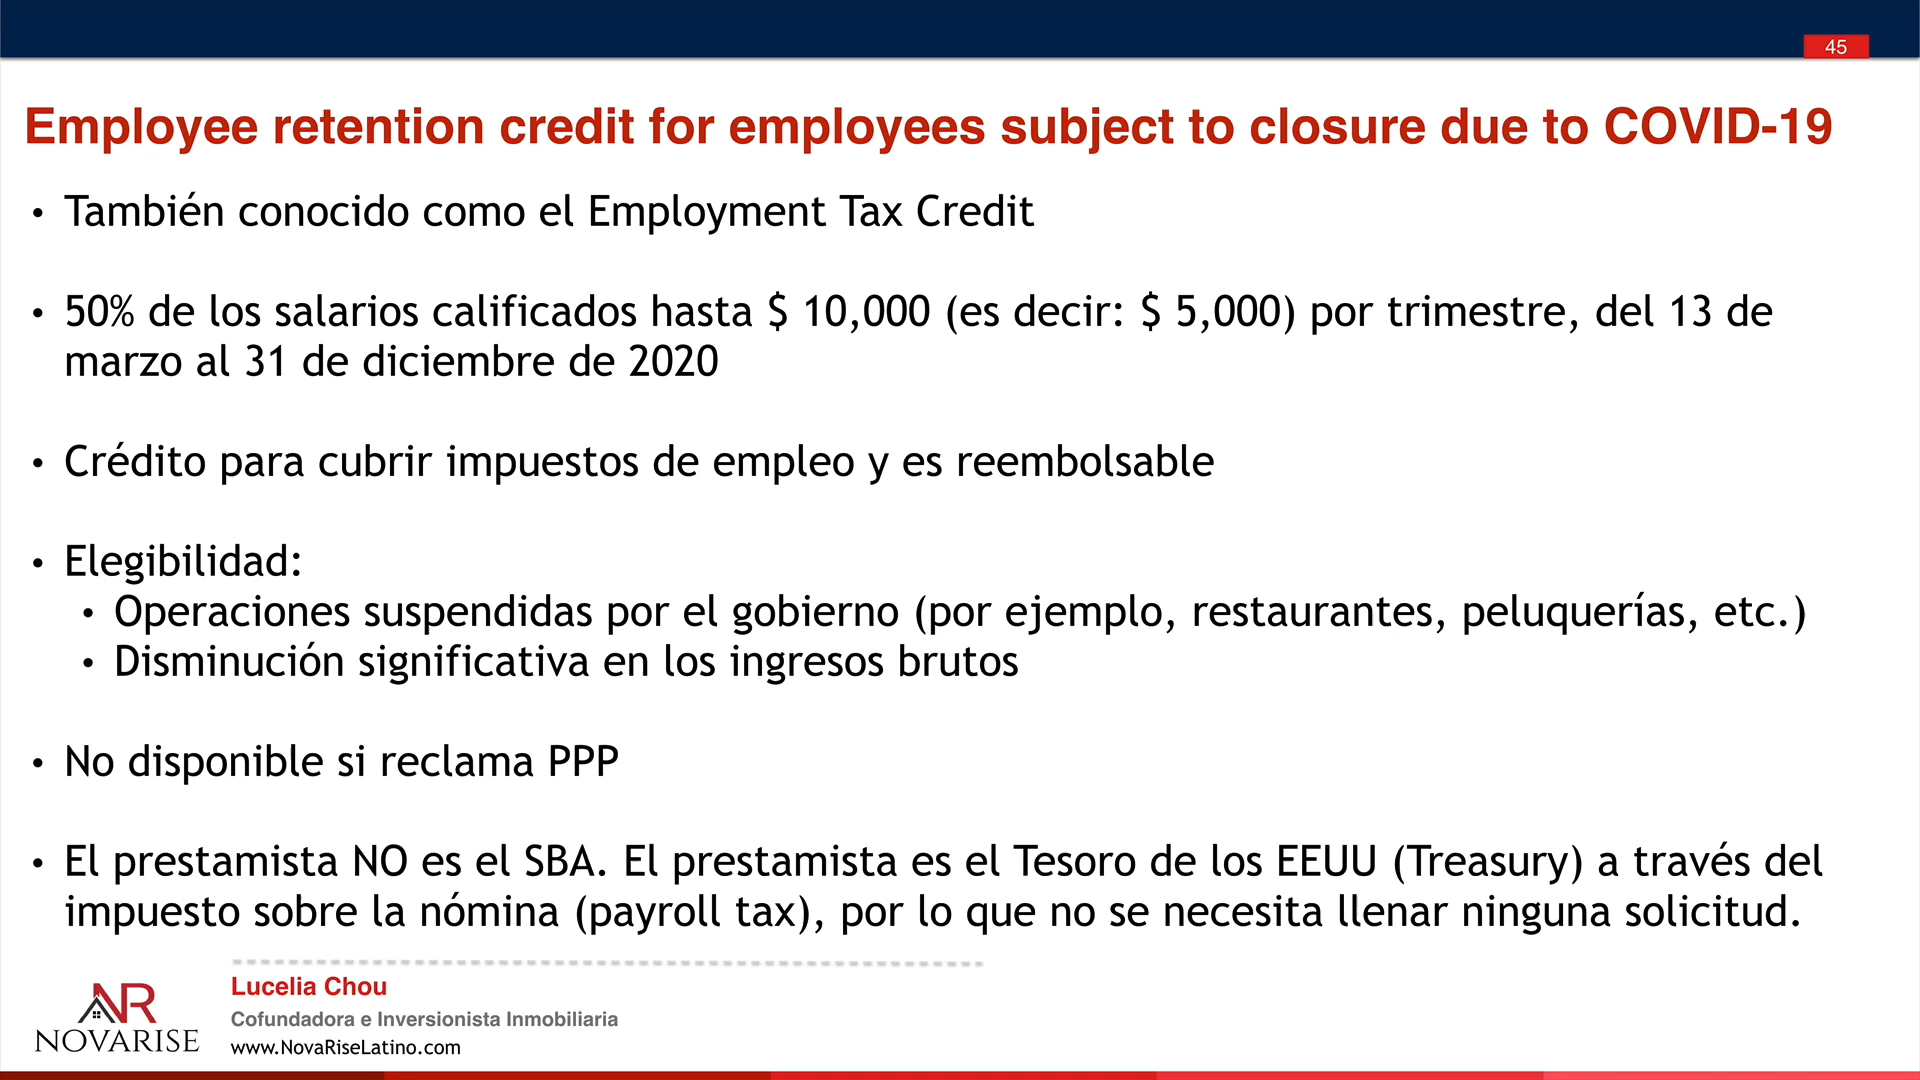 45
Employee retention credit for employees subject to closure due to COVID-19
• También conocido como el Employment Tax Credit
• 50% de los salarios calificados hasta $ 10,000 (es decir: $ 5,000) por trimestre, del 13 de
marzo al 31 de diciembre de 2020
• Crédito para cubrir impuestos de empleo y es reembolsable
• Elegibilidad:
• Operaciones suspendidas por el gobierno (por ejemplo, restaurantes, peluquerías, etc.)
• Disminución significativa en los ingresos brutos
• No disponible si reclama PPP
• El prestamista NO es el SBA. El prestamista es el Tesoro de los EEUU (Treasury) a través del
impuesto sobre la nómina (payroll tax), por lo que no se necesita llenar ninguna solicitud.
NR
NOVARISE
Lucelia Chou
Cofundadora e Inversionista Inmobiliaria
www.NovaRiseLatino.com